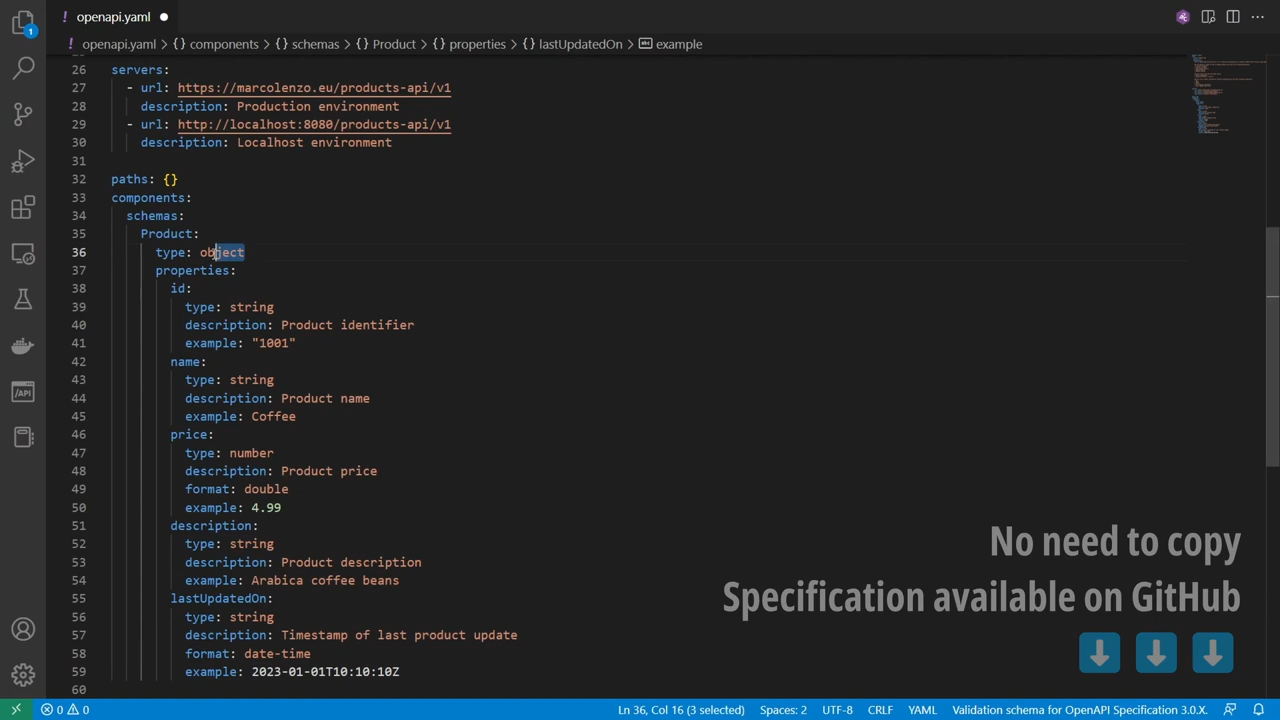 openapi.yaml
1
openapi.yaml > components > schemas > Product > properties > lastUpdatedOn > example
26 servers:
27 - url: https://marcolenzo.eu/products-api/v1
28 description: Production environment
29 - url: http://localhost:8080/products-api/v1
30 description: Localhost environment
31
32 paths: {}
33 components:
34 schemas:
35 Product:
36 type: object
37 properties:
38 id:
39 type: string
40 description: Product identifier
41 example: "1001"
42 name:
43 type: string
44 description: Product name
45 example: Coffee
46 price:
47 type: number
48 description: Product price
49 format: double
50 example: 4.99
51 description:
52 type: string
53 description: Product description
54 example: Arabica coffee beans
55 lastUpdatedOn:
56 type: string
57 description: Timestamp of last product update
58 format: date-time
59 example: 2023-01-01T10:10:10Z
60
No need to copy
Specification available on GitHub
/API
0 0 Ln 36, Col 16 (3 selected) Spaces: 2 UTF-8 CRLF YAML Validation schema for OpenAPI Specification 3.0.X.